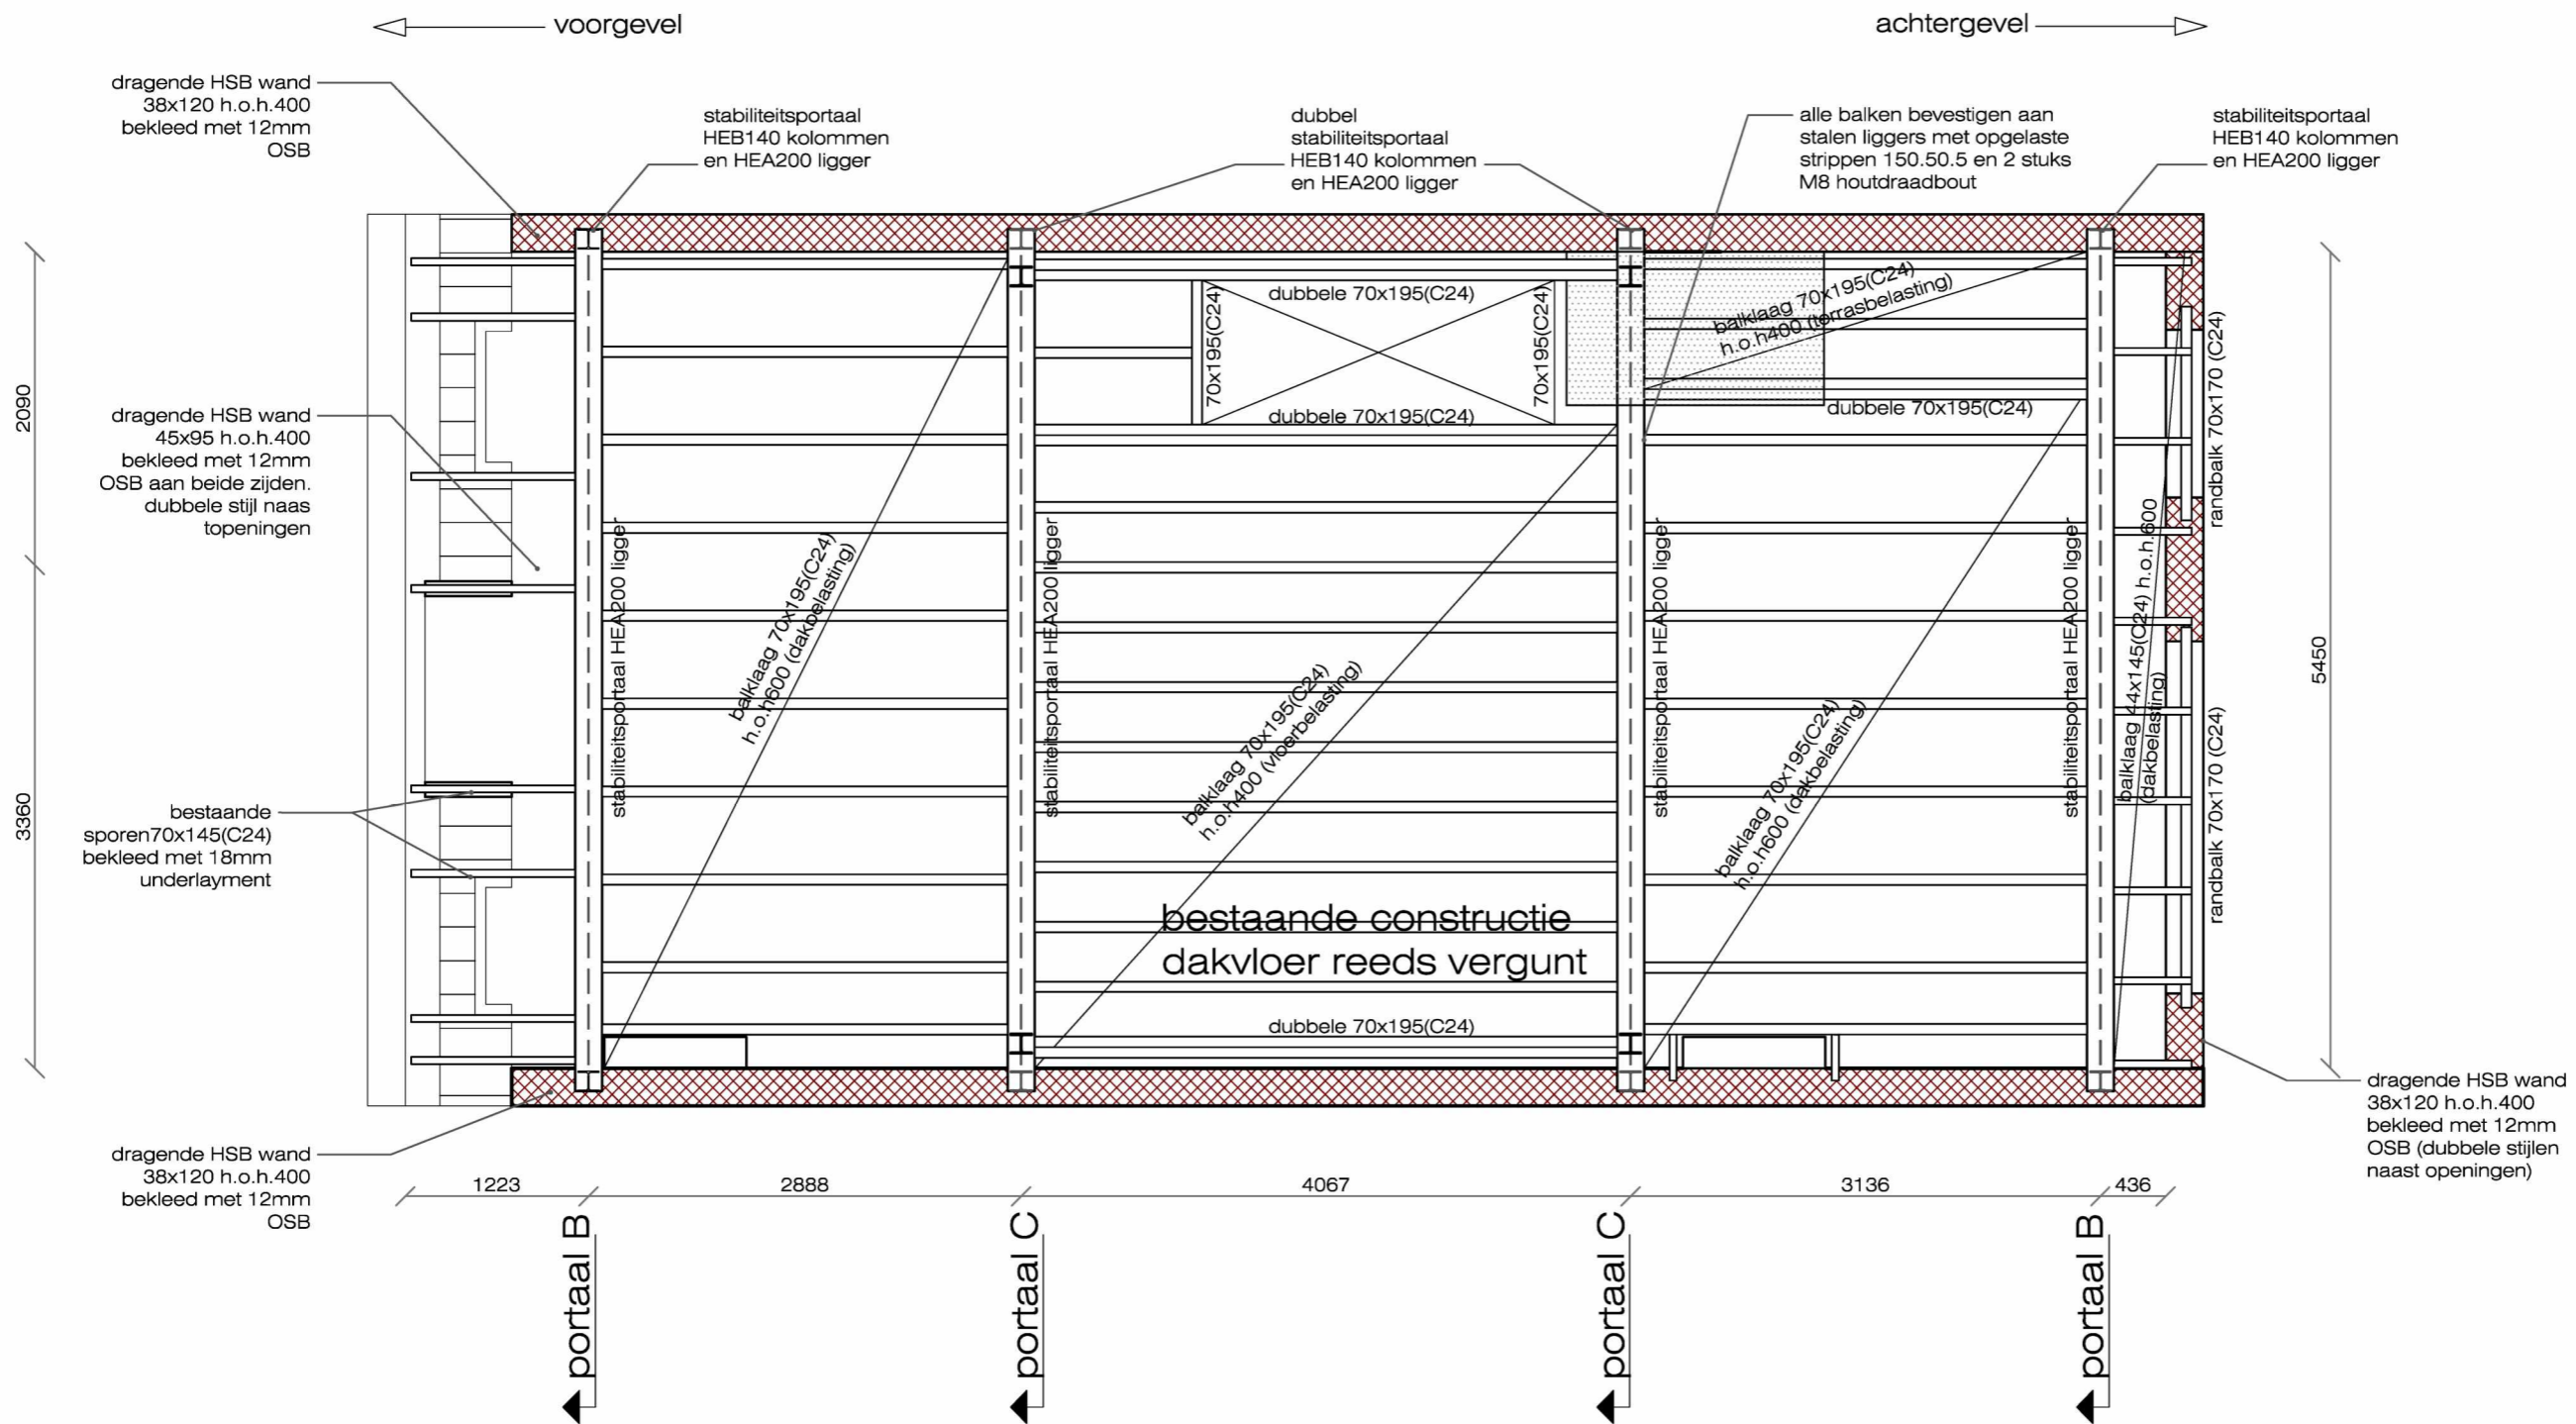 voorgevel
achtergevel
dragende HSB wand
38x120 h.o.h.400
bekleed met 12mm
OSB
stabiliteitsportaal
HEB140 kolommen
en HEA200 ligger
dubbel
stabiliteitsportaal
HEB140 kolommen
en HEA200 ligger
alle balken bevestigen aan
stalen liggers met opgelaste
strippen 150.50.5 en 2 stuks
M8 houtdraadbout
stabiliteitsportaal
HEB140 kolommen
en HEA200 ligger
dubbele 70x195(C24)
70x195(C24)
70x195(C24)
dubbele 70x195(C24)
balklaag 70x195(C24)
h.o.h400 (terrasbelasting)
dubbele 70x195(C24)
randbalk 70x170 (C24)
2090
dragende HSB wand
45x95 h.o.h.400
bekleed met 12mm
OSB aan beide zijden.
dubbele stijl naas
topeningen
stabiliteitsportaal HEA200 ligger
balklaag 70x195(C24)
h.o.h600 (dakbelasting)
stabiliteitsportaal HEA200 ligger
balklaag 70x195(C24)
h.o.h400 (vloerbelasting)
stabiliteitsportaal HEA200 ligger
balklaag 70x195(C24)
h.o.h600 (dakbelasting)
stabiliteitsportaal HEA200 ligger
balklaag 44x145(C24) h.o.h.600
(dakbelasting)
randbalk 70x170 (C24)
5450
3360
bestaande
sporen70x145(C24)
bekleed met 18mm
underlayment
bestaande constructie
dakvloer reeds vergunt
dubbele 70x195(C24)
dragende HSB wand
38x120 h.o.h.400
bekleed met 12mm
OSB (dubbele stijlen
naast openingen)
dragende HSB wand
38x120 h.o.h.400
bekleed met 12mm
OSB
1223
2888
4067
3136
436
portaal B
portaal C
portaal C
portaal B